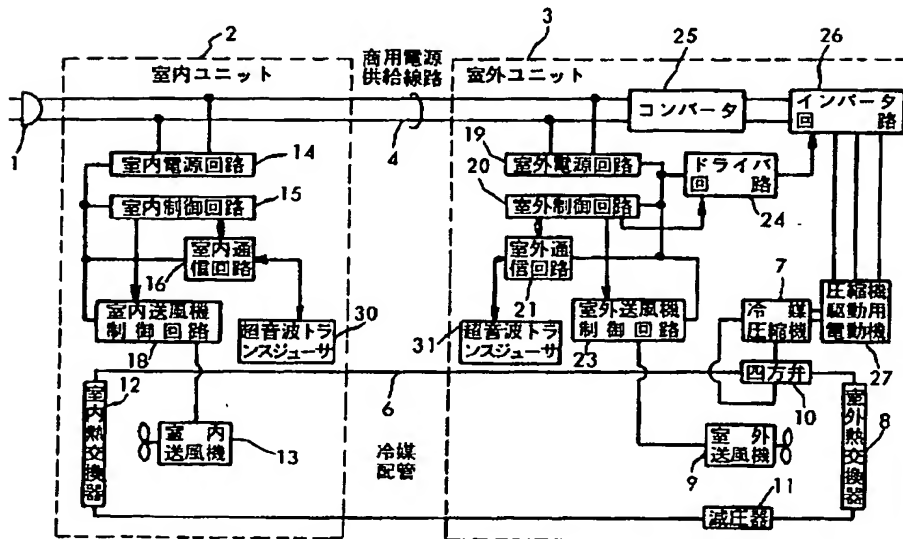 2
商用電源
供給線路
3
25
26
室内ユニット
室外ユニット
コンバータ
インバータ
回路
1
4
室内電源回路
14
19
室外電源回路
ドライバ
回路
24
15
室内制御回路
20
室外制御回路
室内通
信回路
16
室外通
信回路
21
7
冷媒
圧縮機
圧縮機
駆動用
電動機
27
室内送風機
制御回路
18
超音波トラ
ンスジューサ
30
31
超音波トラ
ンスジューサ
室外送風機
制御回路
23
12
6
四方弁
10
8
室内熱交換器
室内
送風機
13
冷媒
配管
室外
送風機
9
室外熱交換器
11
減圧器